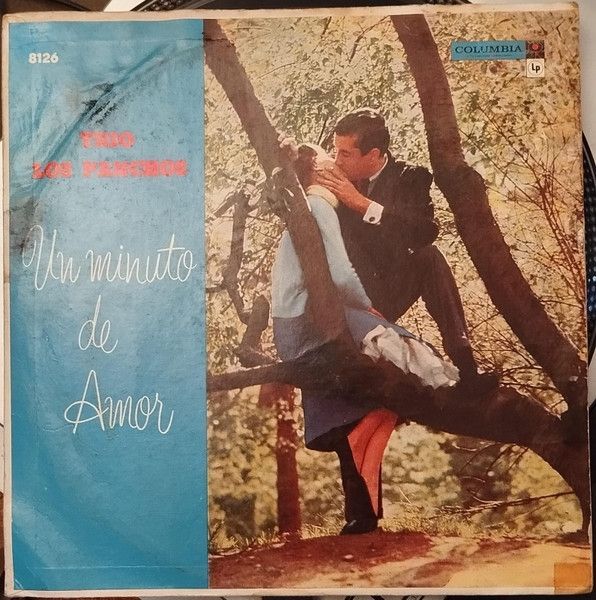 8126
COLUMBIA
Lp
TRIO
LOS PANCHOS
Un minuto
de
Amor